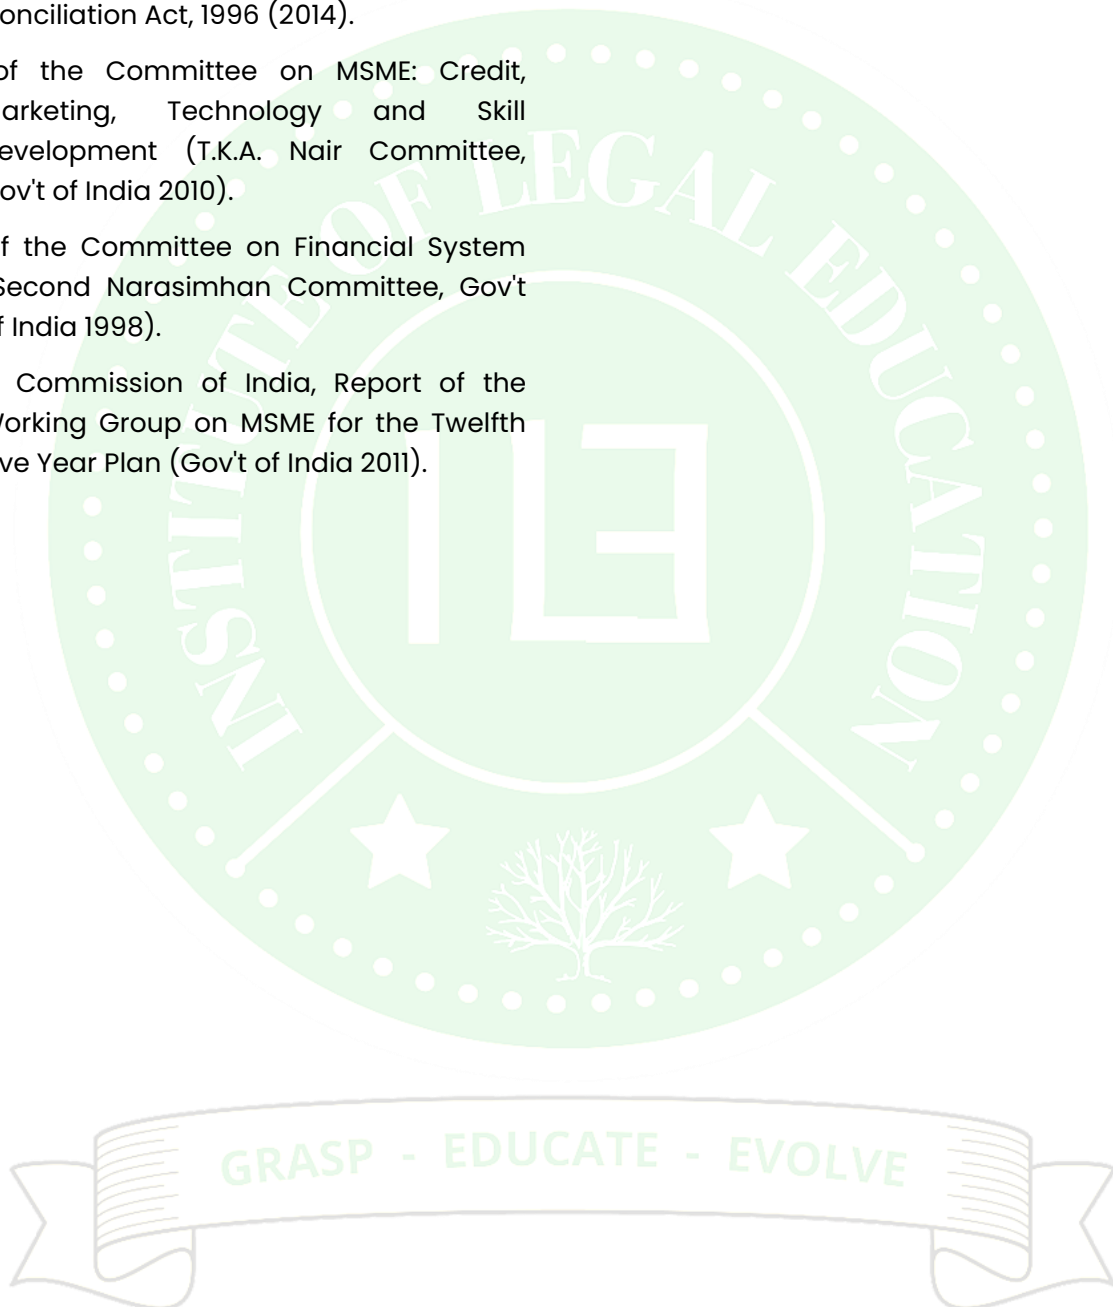 onciliation Act, 1996 (2014).
of the Committee on MSME: Credit,
arketing, Technology and Skill
evelopment (T.K.A. Nair Committee,
ov't of India 2010).
f the Committee on Financial System
Second Narasimhan Committee, Gov't
f India 1998).
Commission of India, Report of the
Working Group on MSME for the Twelfth
ve Year Plan (Gov't of India 2011).
INSTITUTE OF LEGAL EDUCATION
ILE
GRASP - EDUCATE - EVOLVE